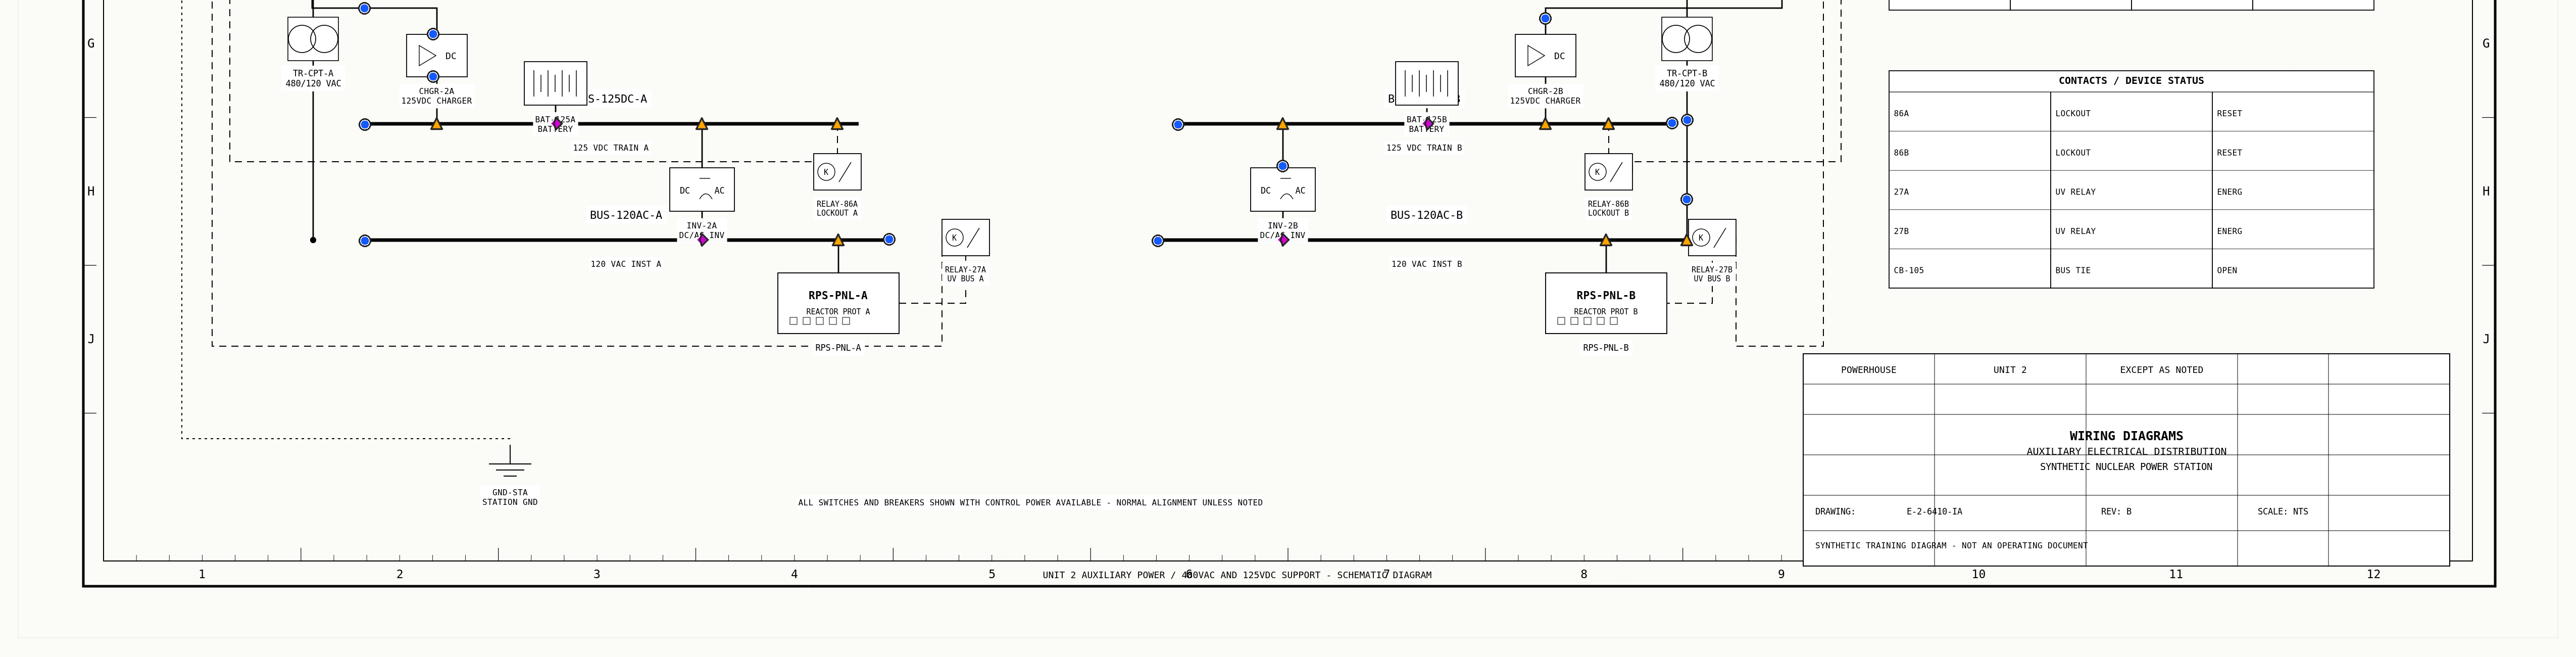 G
G
DC
DC
TR-CPT-A
480/120 VAC
TR-CPT-B
480/120 VAC
CONTACTS / DEVICE STATUS
CHGR-2A
125VDC CHARGER
S-125DC-A
CHGR-2B
125VDC CHARGER
86A LOCKOUT RESET
BATTERY
BATTERY
125 VDC TRAIN A
125 VDC TRAIN B
86B LOCKOUT RESET
K
K
H
DC AC
DC AC
27A UV RELAY ENERG
H
RELAY-86A
LOCKOUT A
RELAY-86B
LOCKOUT B
BUS-120AC-A
BUS-120AC-B
INV-2A
DC/AC INV
INV-2B
DC/AC INV
27B UV RELAY ENERG
K
K
120 VAC INST A
120 VAC INST B
RELAY-27A
UV BUS A
RELAY-27B
UV BUS B
CB-105 BUS TIE OPEN
RPS-PNL-A
REACTOR PROT A
RPS-PNL-B
REACTOR PROT B
J
J
RPS-PNL-A
RPS-PNL-B
POWERHOUSE UNIT 2 EXCEPT AS NOTED
WIRING DIAGRAMS
AUXILIARY ELECTRICAL DISTRIBUTION
SYNTHETIC NUCLEAR POWER STATION
GND-STA
STATION GND
ALL SWITCHES AND BREAKERS SHOWN WITH CONTROL POWER AVAILABLE - NORMAL ALIGNMENT UNLESS NOTED
DRAWING: E-2-6410-IA REV: B SCALE: NTS
SYNTHETIC TRAINING DIAGRAM - NOT AN OPERATING DOCUMENT
1 2 3 4 5 6 7 8 9 10 11 12
UNIT 2 AUXILIARY POWER / 480VAC AND 125VDC SUPPORT - SCHEMATIC DIAGRAM